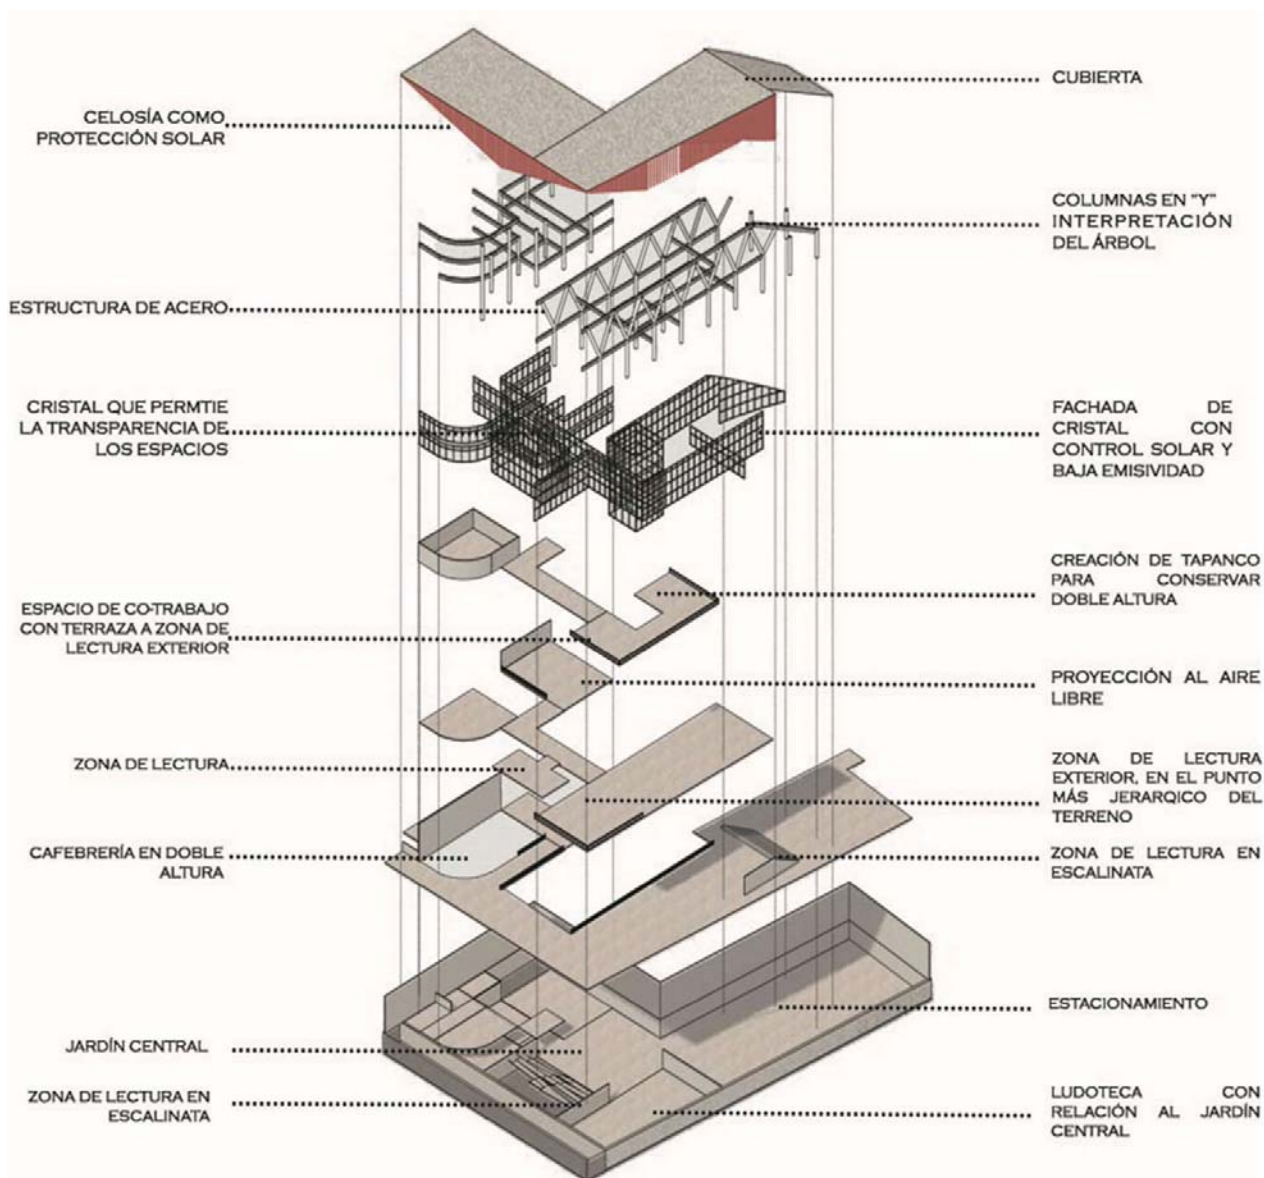 CUBIERTA
CELOSÍA COMO
PROTECCIÓN SOLAR
COLUMNAS EN "Y"
INTERPRETACIÓN
DEL ÁRBOL
ESTRUCTURA DE ACERO
CRISTAL QUE PERMTIE
LA TRANSPARENCIA DE
LOS ESPACIOS
FACHADA DE
CRISTAL CON
CONTROL SOLAR Y
BAJA EMISIVIDAD
CREACIÓN DE TAPANCO
PARA CONSERVAR
DOBLE ALTURA
ESPACIO DE CO-TRABAJO
CON TERRAZA A ZONA DE
LECTURA EXTERIOR
PROYECCIÓN AL AIRE
LIBRE
ZONA DE LECTURA
ZONA DE LECTURA
EXTERIOR, EN EL PUNTO
MÁS JERARQICO DEL
TERRENO
CAFEBRERÍA EN DOBLE
ALTURA
ZONA DE LECTURA EN
ESCALINATA
ESTACIONAMIENTO
JARDÍN CENTRAL
ZONA DE LECTURA EN
ESCALINATA
LUDOTECA CON
RELACIÓN AL JARDÍN
CENTRAL